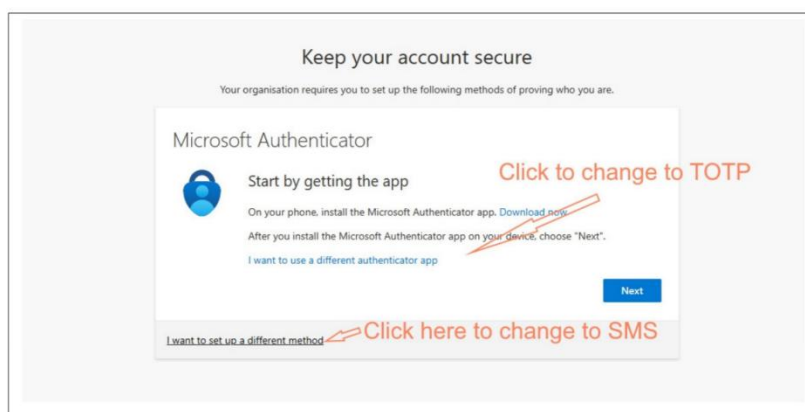 Keep your account secure
Your organisation requires you to set up the following methods of proving who you are.
Microsoft Authenticator
Start by getting the app
Click to change to TOTP
On your phone, install the Microsoft Authenticator app. Download now
After you install the Microsoft Authenticator app on your device, choose "Next".
I want to use a different authenticator app
Next
I want to set up a different method
Click here to change to SMS